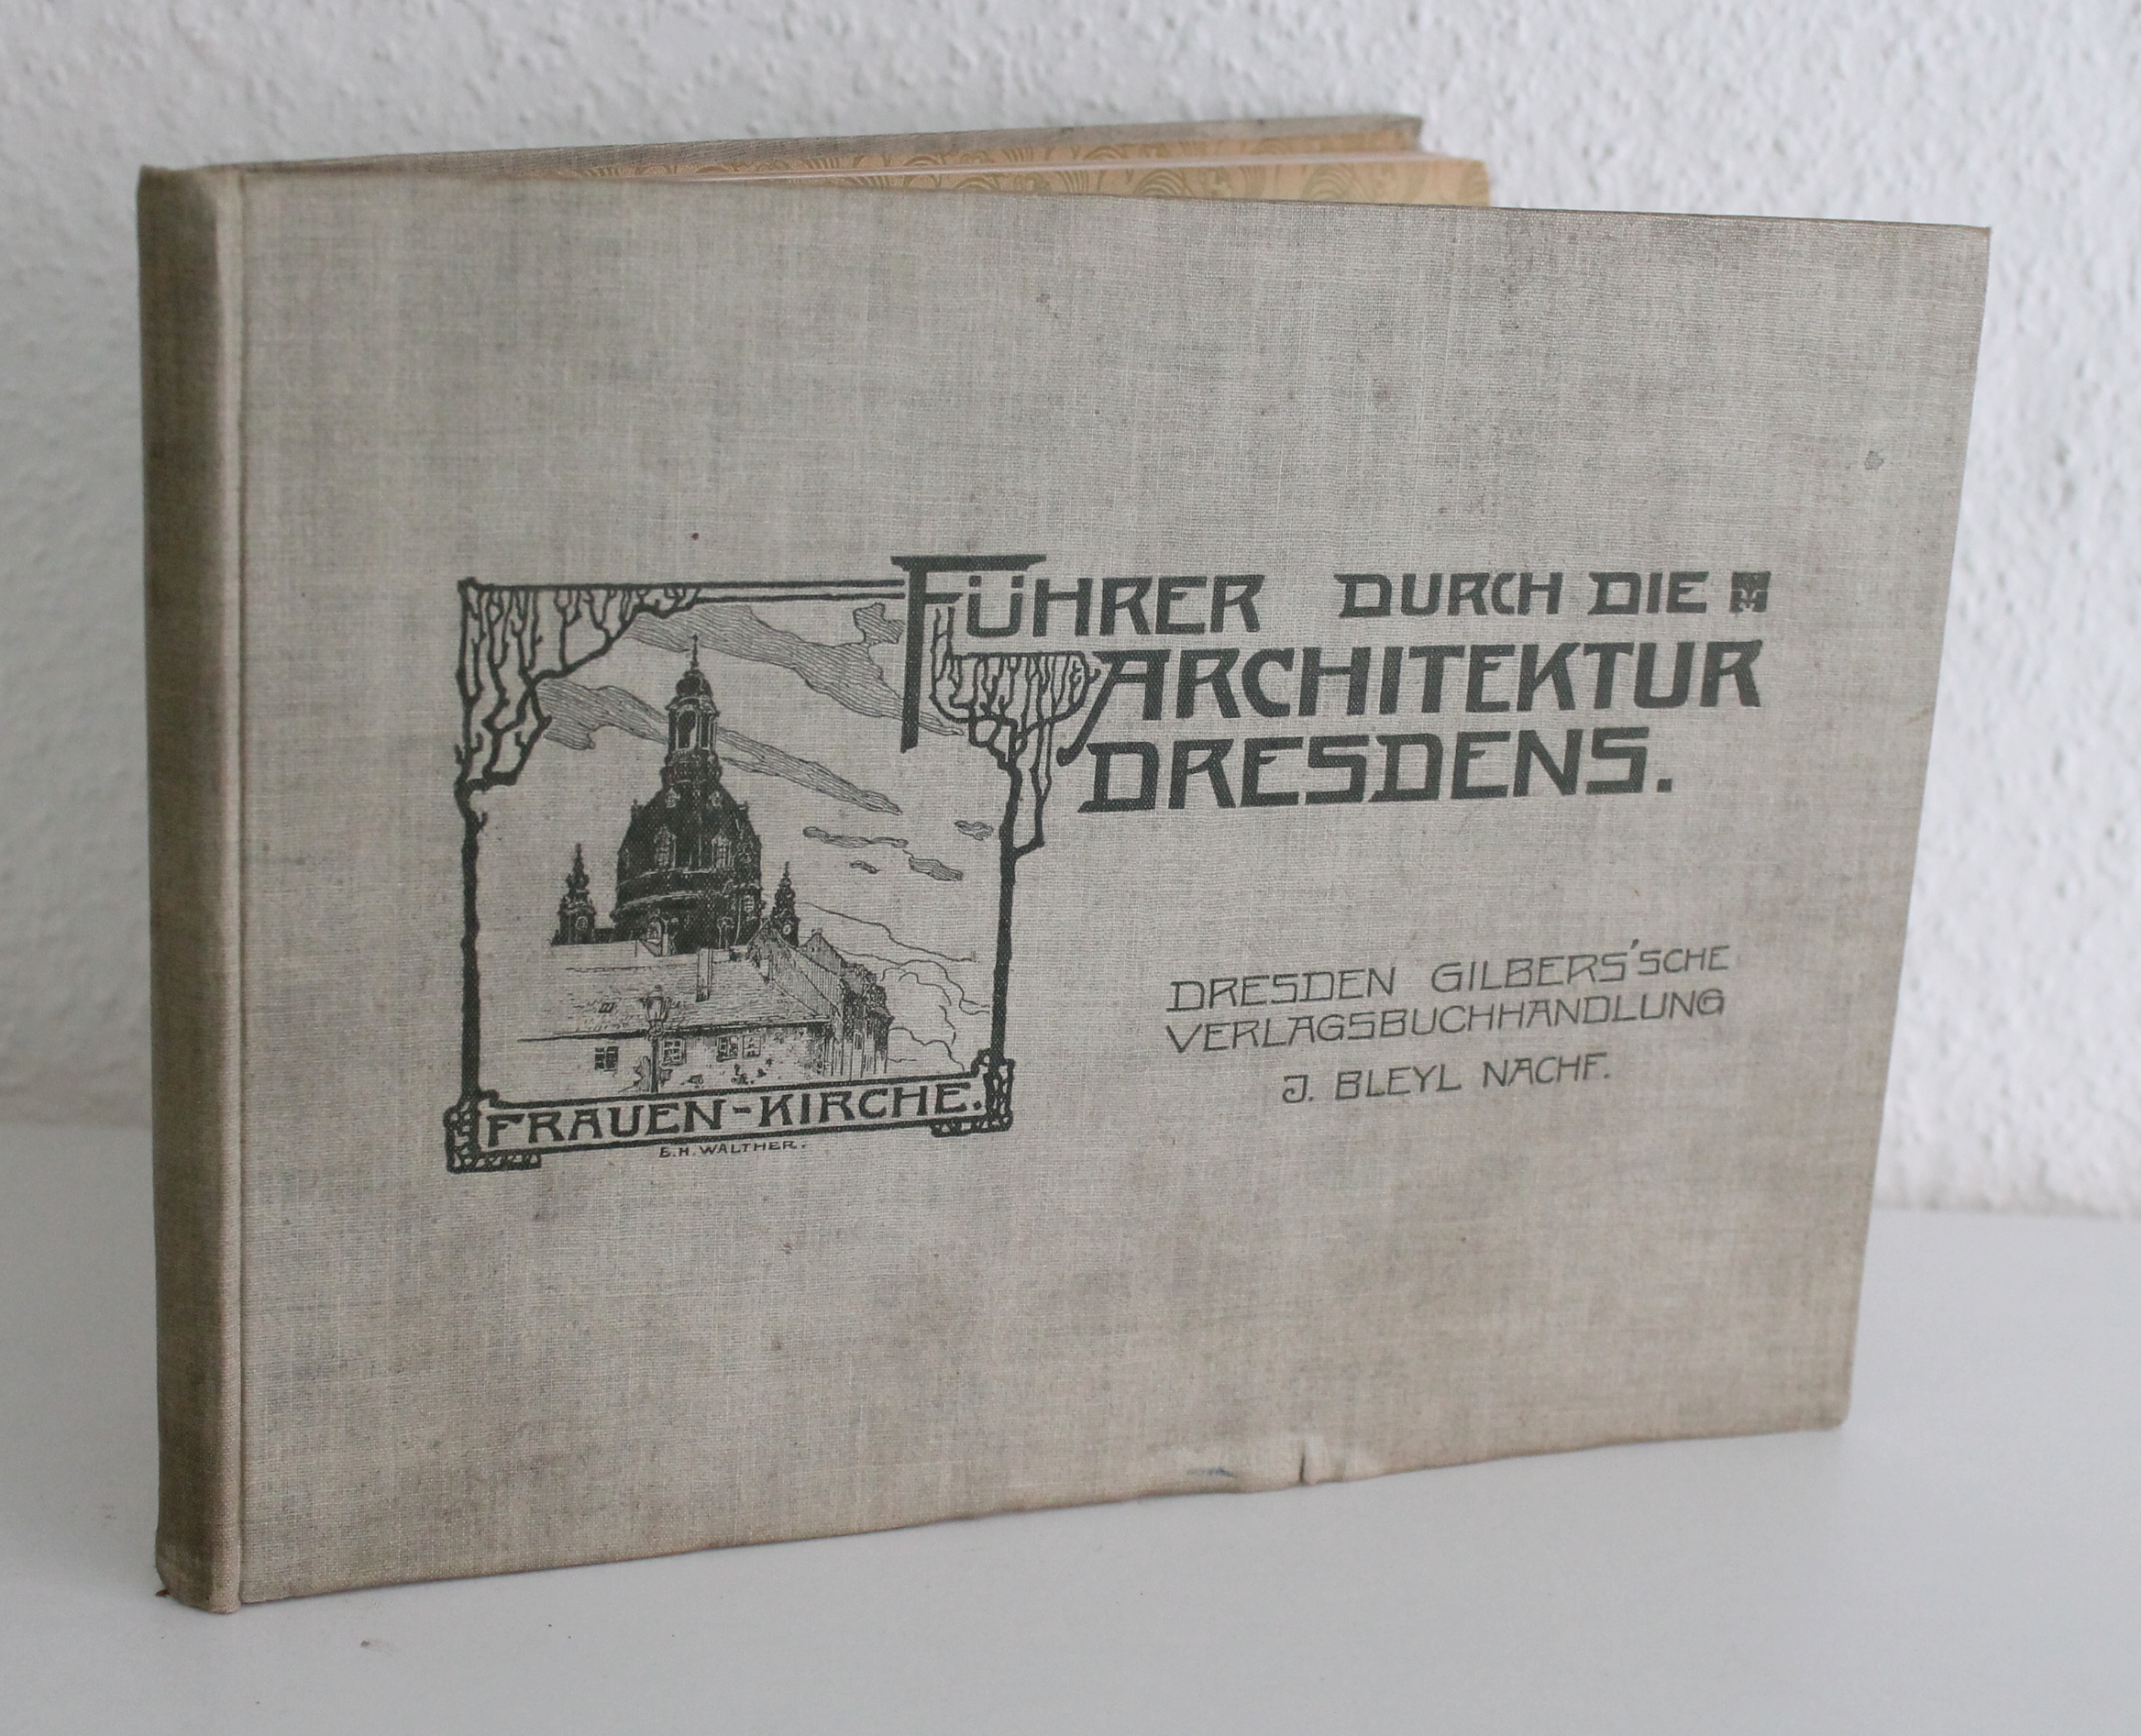 FÜHRER DURCH DIE
ARCHITEKTUR
DRESDENS.
DRESDEN GILBERS'SCHE
VERLAGSBUCHHANDLUNG
J. BLEYL NACHF.
FRAUEN-KIRCHE.
E.H. WALTHER.